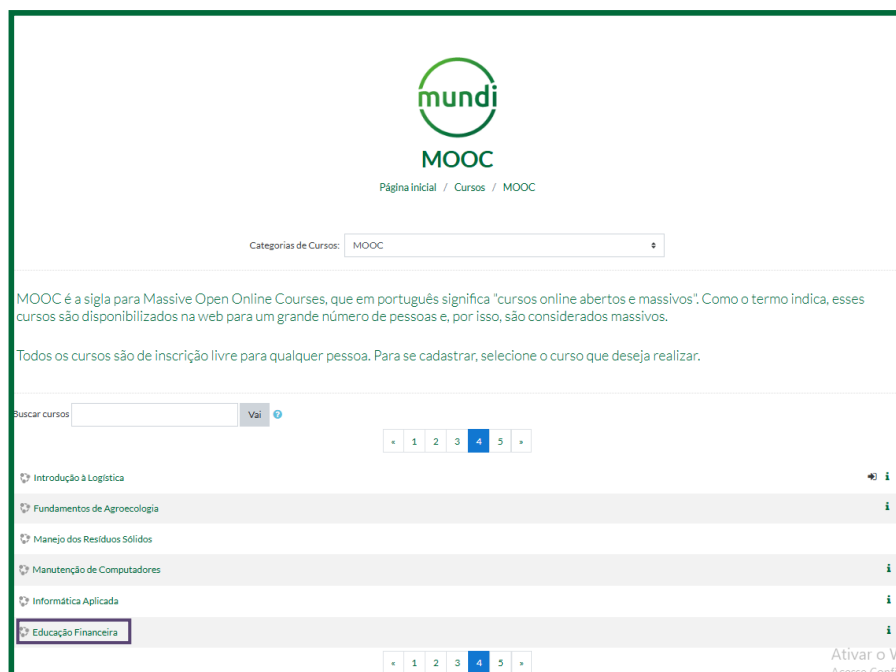 mundi
MOOC
Página inicial / Cursos / MOOC
Categorias de Cursos: MOOC
MOOC é a sigla para Massive Open Online Courses, que em português significa "cursos online abertos e massivos". Como o termo indica, esses
cursos são disponibilizados na web para um grande número de pessoas e, por isso, são considerados massivos.
Todos os cursos são de inscrição livre para qualquer pessoa. Para se cadastrar, selecione o curso que deseja realizar.
Buscar cursos Vai ?
« 1 2 3 4 5 »
Introdução à Logística
Fundamentos de Agroecologia
Manejo dos Resíduos Sólidos
Manutenção de Computadores
Informática Aplicada
Educação Financeira
« 1 2 3 4 5 »
Ativar o